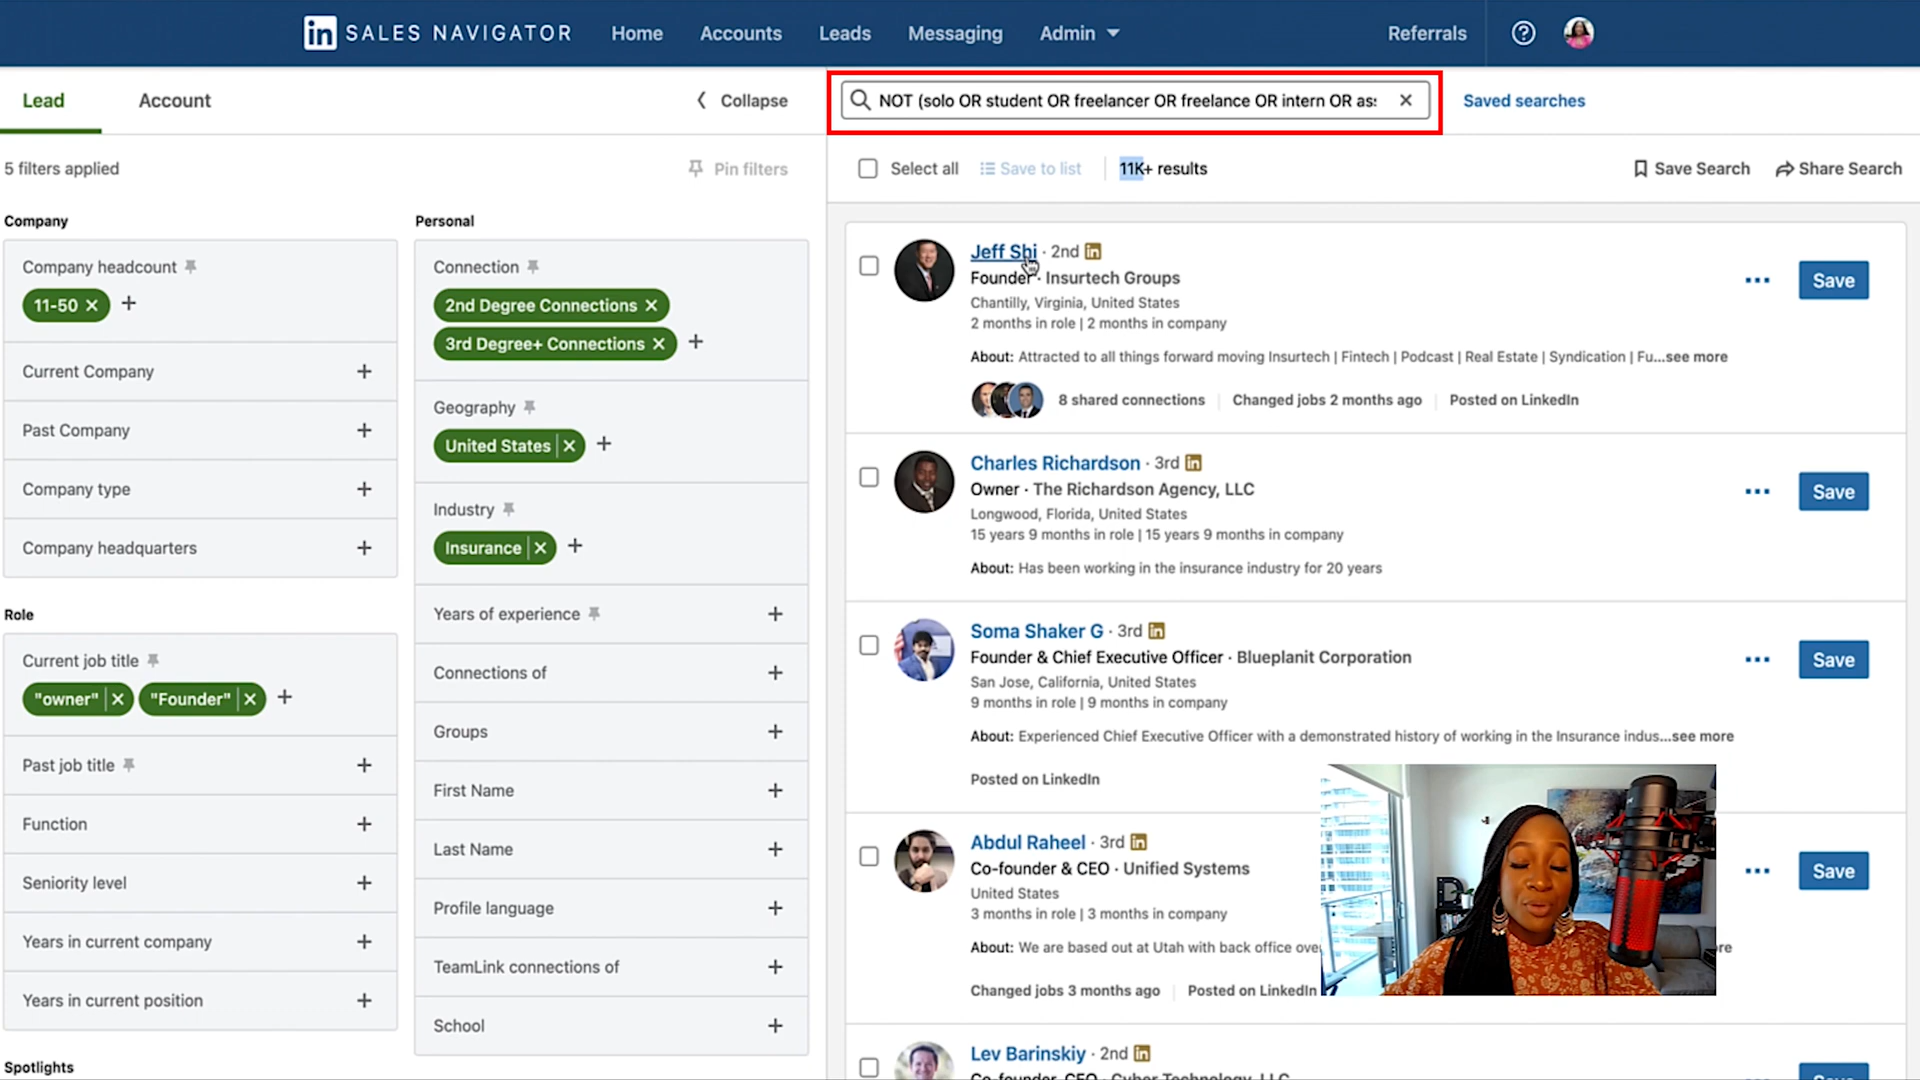 in SALES NAVIGATOR Home Accounts Leads Messaging Admin Referrals
Lead Account Collapse
NOT (solo OR student OR freelancer OR freelance OR intern OR as: Saved searches
5 filters applied Pin filters
Select all Save to list 11K+ results Save Search Share Search
Company
Company headcount
11-50
Current Company
Past Company
Company type
Company headquarters
Role
Current job title
"owner" "Founder"
Past job title
Function
Seniority level
Years in current company
Years in current position
Spotlights
Personal
Connection
2nd Degree Connections
3rd Degree+ Connections
Geography
United States
Industry
Insurance
Years of experience
Connections of
Groups
First Name
Last Name
Profile language
TeamLink connections of
School
Jeff Shi · 2nd in
Founder · Insurtech Groups
Save
Chantilly, Virginia, United States
2 months in role | 2 months in company
About: Attracted to all things forward moving Insurtech | Fintech | Podcast | Real Estate | Syndication | Fu...see more
8 shared connections Changed jobs 2 months ago Posted on LinkedIn
Charles Richardson · 3rd in
Owner · The Richardson Agency, LLC
Save
Longwood, Florida, United States
15 years 9 months in role | 15 years 9 months in company
About: Has been working in the insurance industry for 20 years
Soma Shaker G · 3rd in
Founder & Chief Executive Officer · Blueplanit Corporation
Save
San Jose, California, United States
9 months in role | 9 months in company
About: Experienced Chief Executive Officer with a demonstrated history of working in the Insurance indus...see more
Posted on LinkedIn
Abdul Raheel · 3rd in
Co-founder & CEO · Unified Systems
Save
United States
3 months in role | 3 months in company
About: We are based out at Utah with back office ove
re
Changed jobs 3 months ago Posted on LinkedIn
Lev Barinskiy · 2nd in
Co-founder, CEO · Cyber Technology, LLC
Save